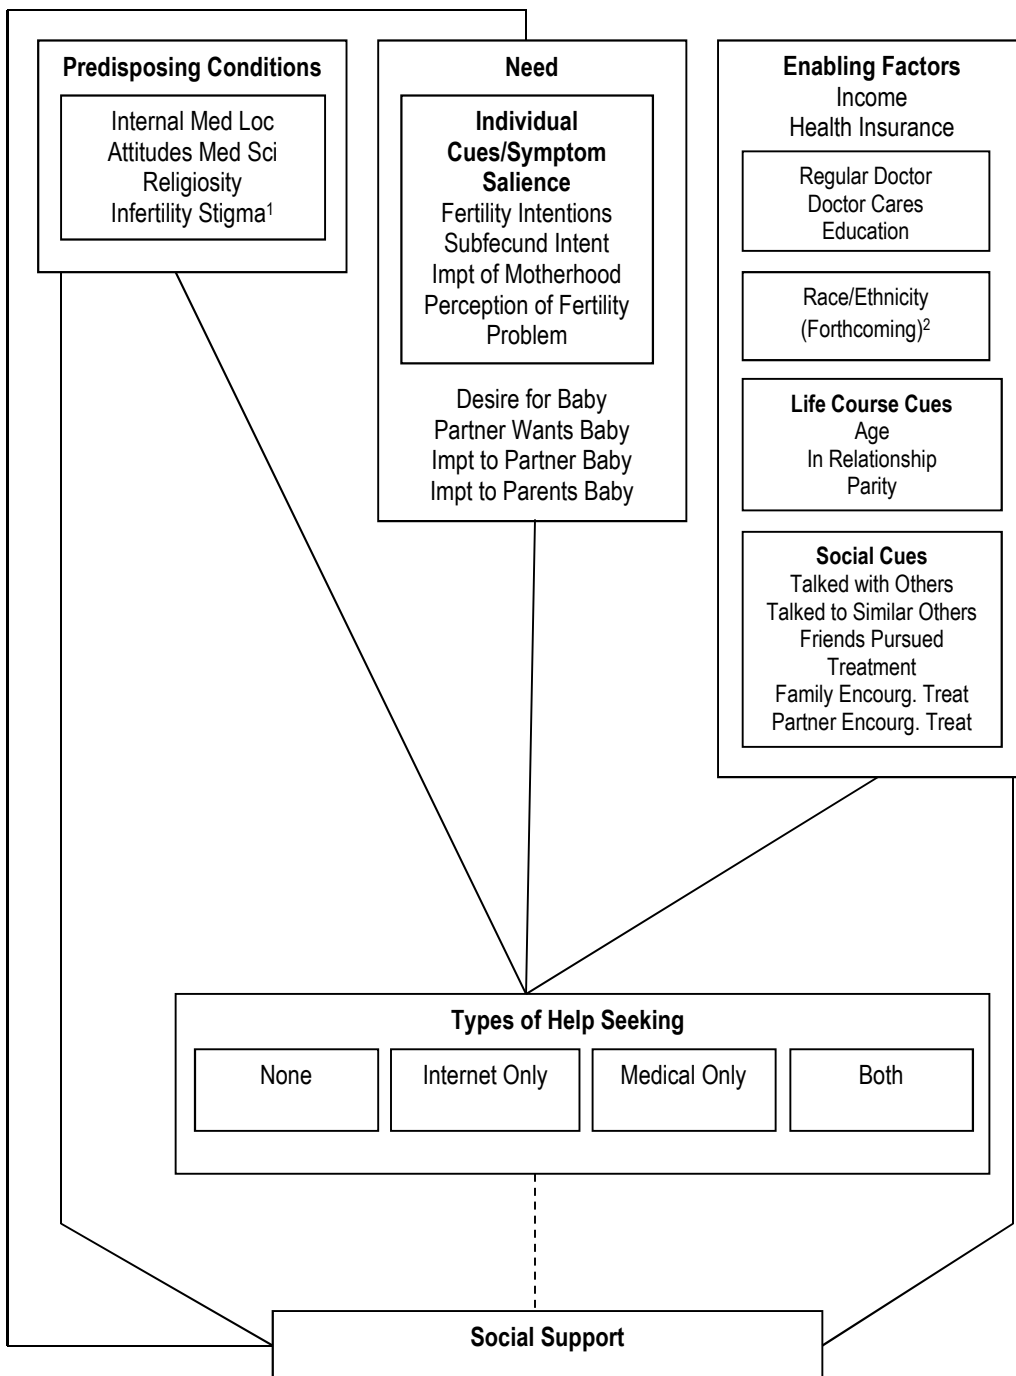 Predisposing Conditions
Internal Med Loc
Attitudes Med Sci
Religiosity
Infertility Stigma¹
Need
Individual
Cues/Symptom
Salience
Fertility Intentions
Subfecund Intent
Impt of Motherhood
Perception of Fertility
Problem
Desire for Baby
Partner Wants Baby
Impt to Partner Baby
Impt to Parents Baby
Enabling Factors
Income
Health Insurance
Regular Doctor
Doctor Cares
Education
Race/Ethnicity
(Forthcoming)²
Life Course Cues
Age
In Relationship
Parity
Social Cues
Talked with Others
Talked to Similar Others
Friends Pursued
Treatment
Family Encourg. Treat
Partner Encourg. Treat
Types of Help Seeking
None
Internet Only
Medical Only
Both
Social Support